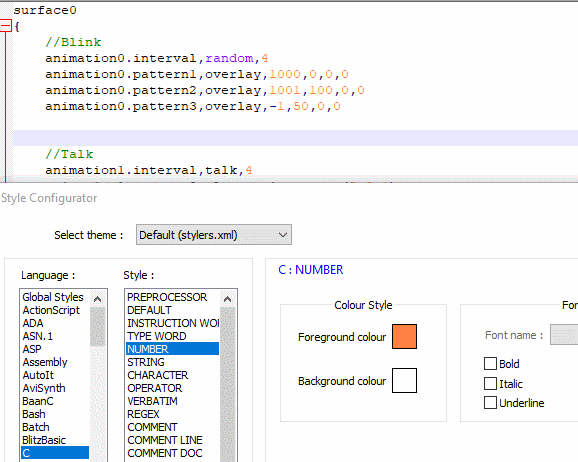 surface0
{
//Blink
animation0.interval,random,4
animation0.pattern1,overlay,1000,0,0,0
animation0.pattern2,overlay,1001,100,0,0
animation0.pattern3,overlay,-1,50,0,0
//Talk
animation1.interval,talk,4
Style Configurator
Select theme : Default (stylers.xml)
Language :
Global Styles
ActionScript
ADA
ASN.1
ASP
Assembly
AutoIt
AviSynth
BaanC
Bash
Batch
BlitzBasic
C
Style :
PREPROCESSOR
DEFAULT
INSTRUCTION WO
TYPE WORD
NUMBER
STRING
CHARACTER
OPERATOR
VERBATIM
REGEX
COMMENT
COMMENT LINE
COMMENT DOC
C : NUMBER
Colour Style
Foreground colour
Background colour
Fon
Font name :
Bold
Italic
Underline